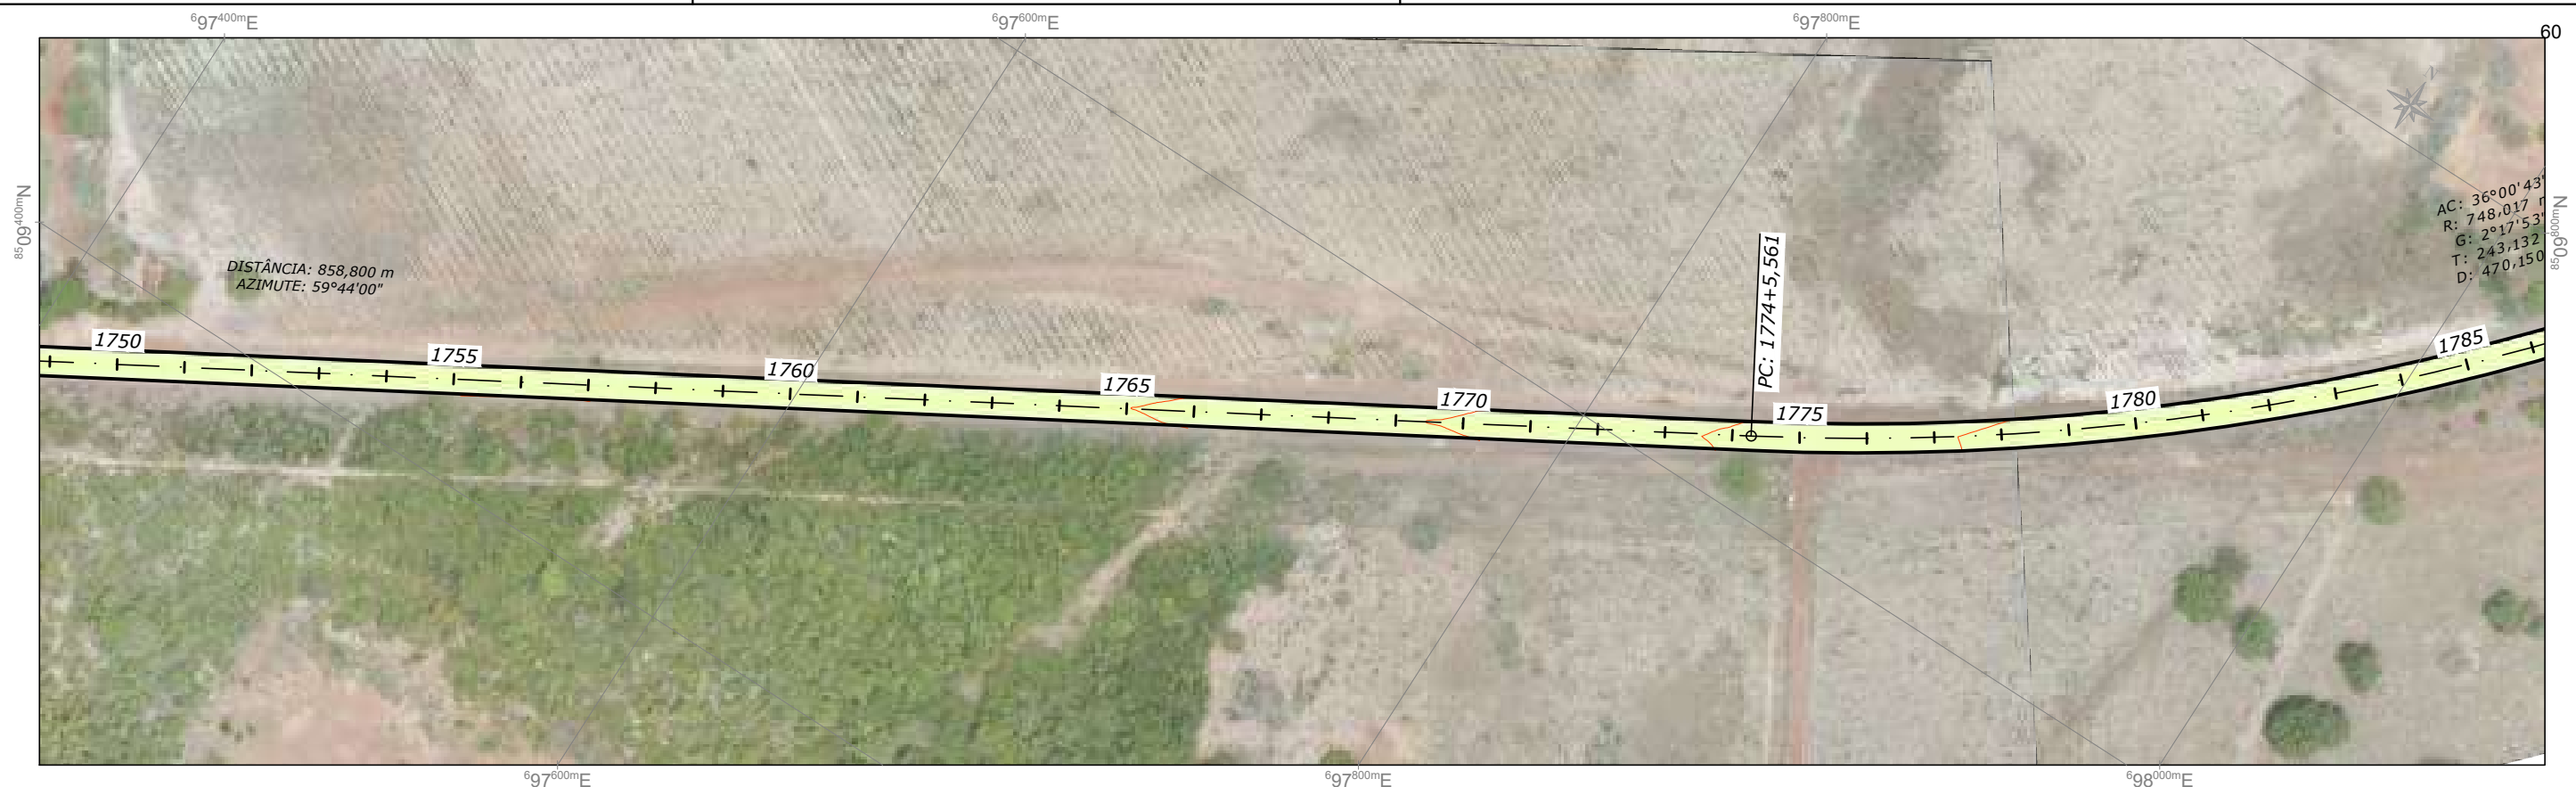 697400mE
697600mE
697800mE
60
8509400mN
8509800mN
AC: 36°00'43"
R: 748,017 m
G: 2°17'53"
T: 243,132
D: 470,150
DISTÂNCIA: 858,800 m
AZIMUTE: 59°44'00"
PC: 1774+5,561
1750
1755
1760
1765
1770
1775
1780
1785
697600mE
697800mE
698000mE